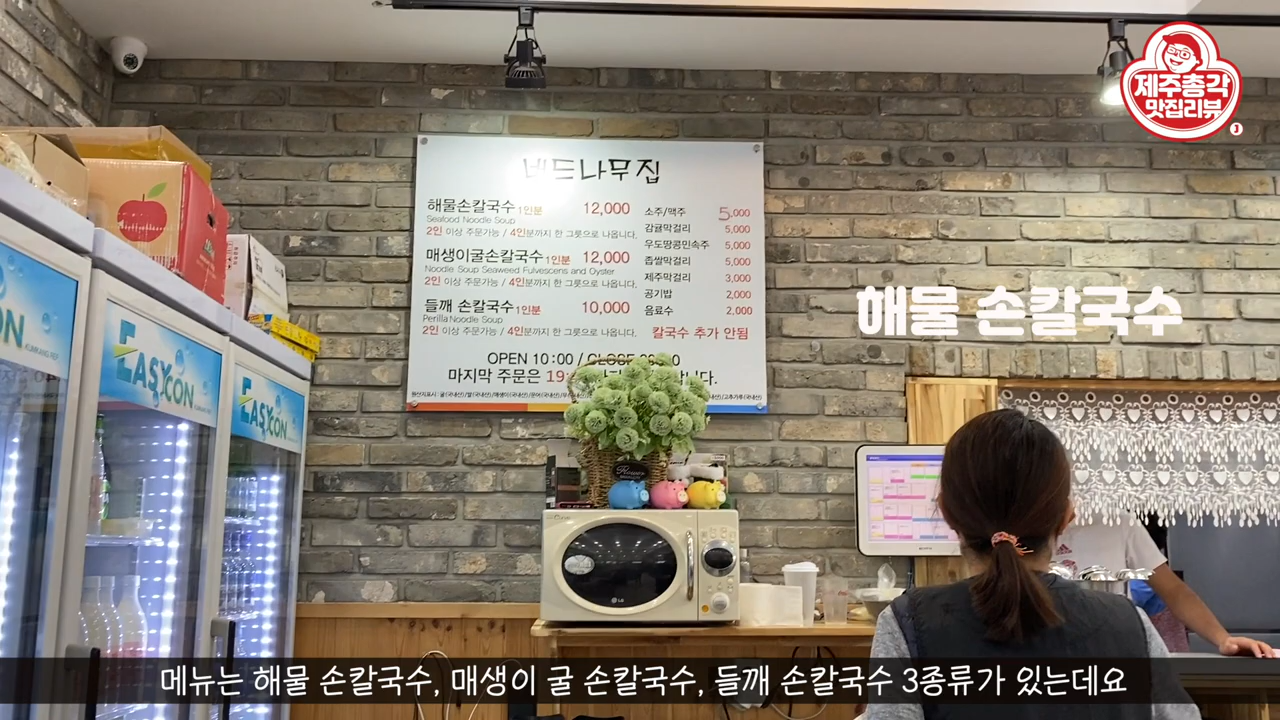 제주총각
맛집리뷰
버드나무집
해물손칼국수 1인분 12,000
Seafood Noodle Soup
2인 이상 주문가능 / 4인분까지 한 그릇으로 나옵니다.
매생이굴손칼국수 1인분 12,000
Noodle Soup Seaweed Fulvescens and Oyster
2인 이상 주문가능 / 4인분까지 한 그릇으로 나옵니다.
들깨 손칼국수 1인분 10,000
Perilla Noodle Soup
2인 이상 주문가능 / 4인분까지 한 그릇으로 나옵니다.
소주/맥주 5,000
감귤막걸리 5,000
우도땅콩민속주 5,000
좁쌀막걸리 5,000
제주막걸리 3,000
공기밥 2,000
음료수 2,000
칼국수 추가 안됨
OPEN 10:00 / CLOSE
마지막 주문은 19:
해물 손칼국수
CON
EASYCON
EASYCON
LG
메뉴는 해물 손칼국수, 매생이 굴 손칼국수, 들깨 손칼국수 3종류가 있는데요